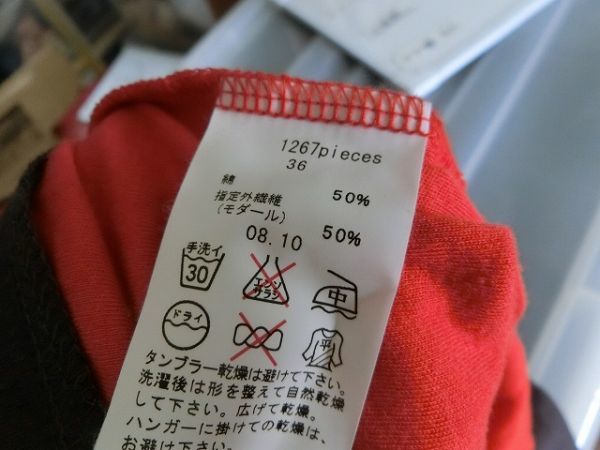 1267pieces
36
綿 50%
指定外繊維
(モダール) 50%
08.10
手洗イ
30
エンソ
サラシ
中
ドライ
平
タンブラー乾燥は避けて下さい。
洗濯後は形を整えて自然乾燥
して下さい。広げて乾燥。
ハンガーに掛けての乾燥は、
お避け下さい。